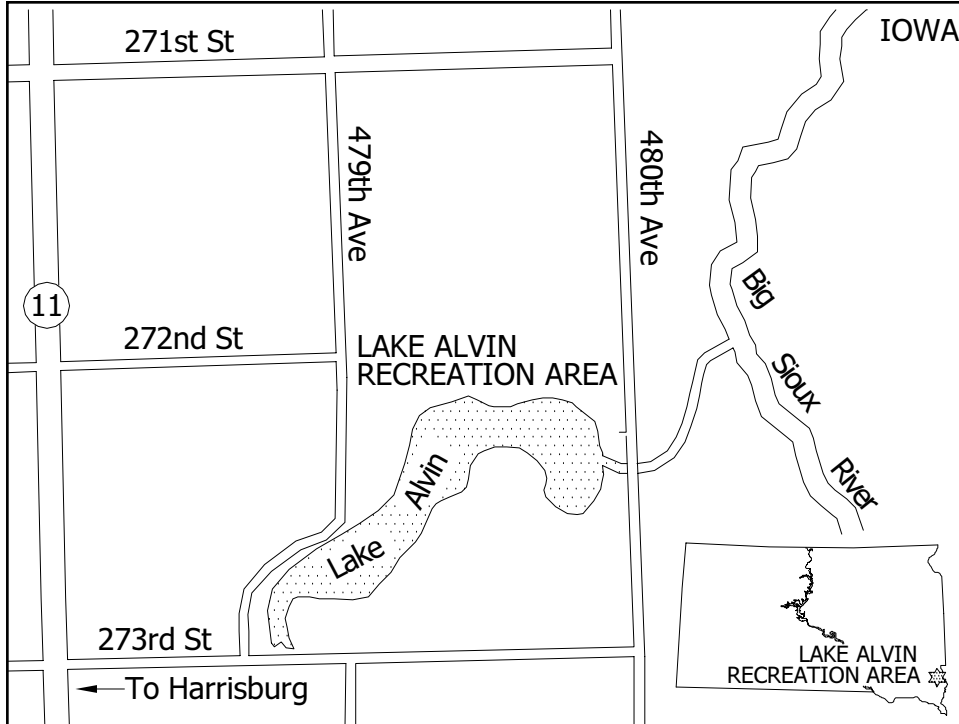 271st St
IOWA
479th Ave
480th Ave
11
Big
272nd St
LAKE ALVIN
RECREATION AREA
Sioux
Alvin
River
Lake
273rd St
To Harrisburg
LAKE ALVIN
RECREATION AREA